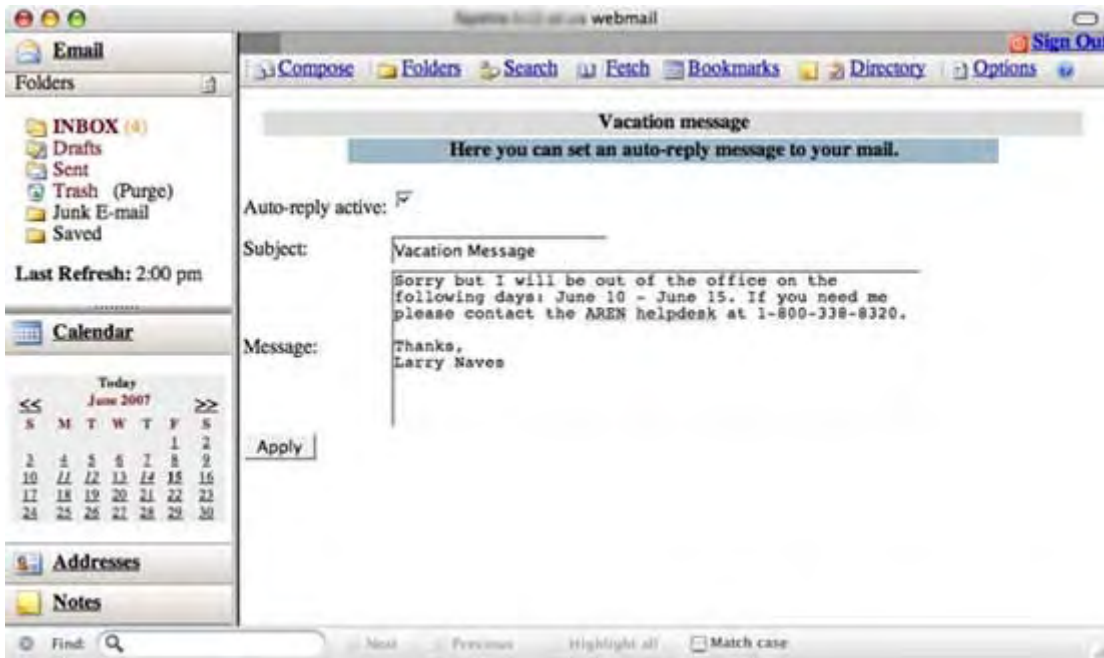 webmail
Email
Folders
INBOX (4)
Drafts
Sent
Trash (Purge)
Junk E-mail
Saved
Last Refresh: 2:00 pm
Calendar
Today
<< June 2007 >>
S M T W T F S
1 2
3 4 5 6 7 8 9
10 11 12 13 14 15 16
17 18 19 20 21 22 23
24 25 26 27 28 29 30
Addresses
Notes
Sign Out
Compose Folders Search Fetch Bookmarks Directory Options
Vacation message
Here you can set an auto-reply message to your mail.
Auto-reply active:
Subject: Vacation Message
Message:
Sorry but I will be out of the office on the
following days: June 10 - June 15. If you need me
please contact the AREN helpdesk at 1-800-338-8320.
Thanks,
Larry Naves
Apply
Find: Next Previous Highlight all Match case